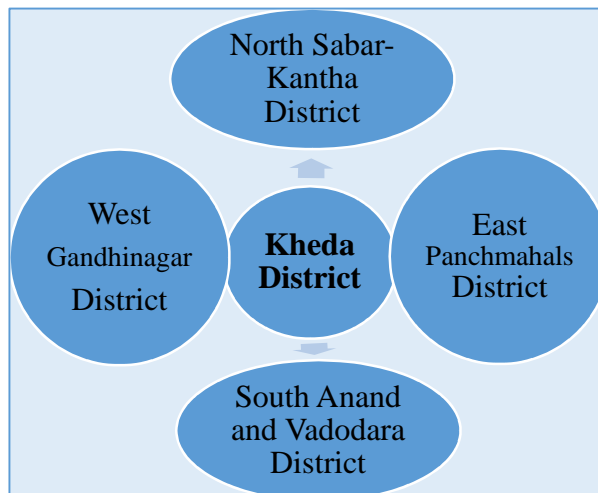 North Sabar-
Kantha
District
West
Gandhinagar
District
Kheda
District
East
Panchmahals
District
South Anand
and Vadodara
District